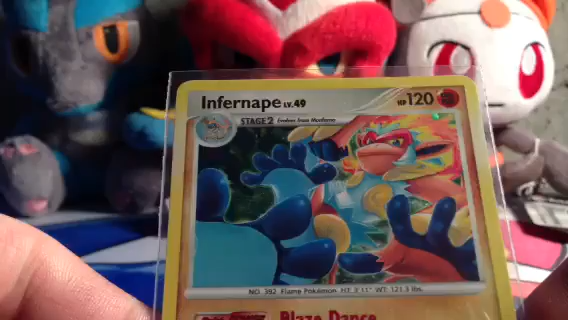 Infernape LV.49 HP 120
STAGE 2 Evolves from Monferno
NO. 392 Flame Pokémon HT: 3'11" WT: 121.3 lbs.
Blaze Dance